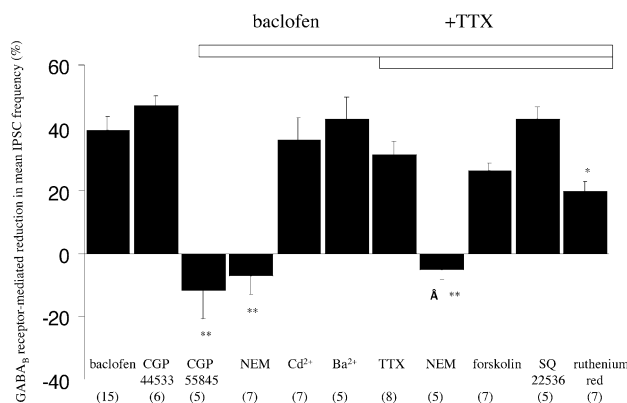 baclofen +TTX
GABA_B receptor-mediated reduction in mean IPSC frequency (%)
60
40
20
0
-20
-40
*
**
**
Å **
baclofen CGP CGP NEM Cd²⁺ Ba²⁺ TTX NEM forskolin SQ ruthenium
44533 55845 22536 red
(15) (6) (5) (7) (7) (5) (8) (5) (7) (5) (7)